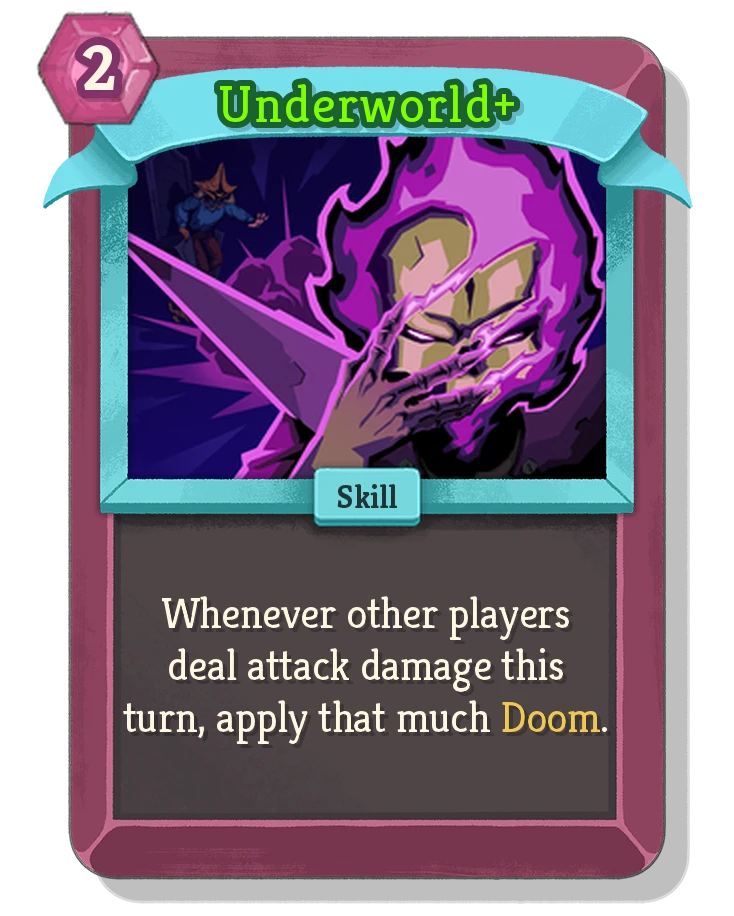 2
Underworld+
Skill
Whenever other players
deal attack damage this
turn, apply that much Doom.